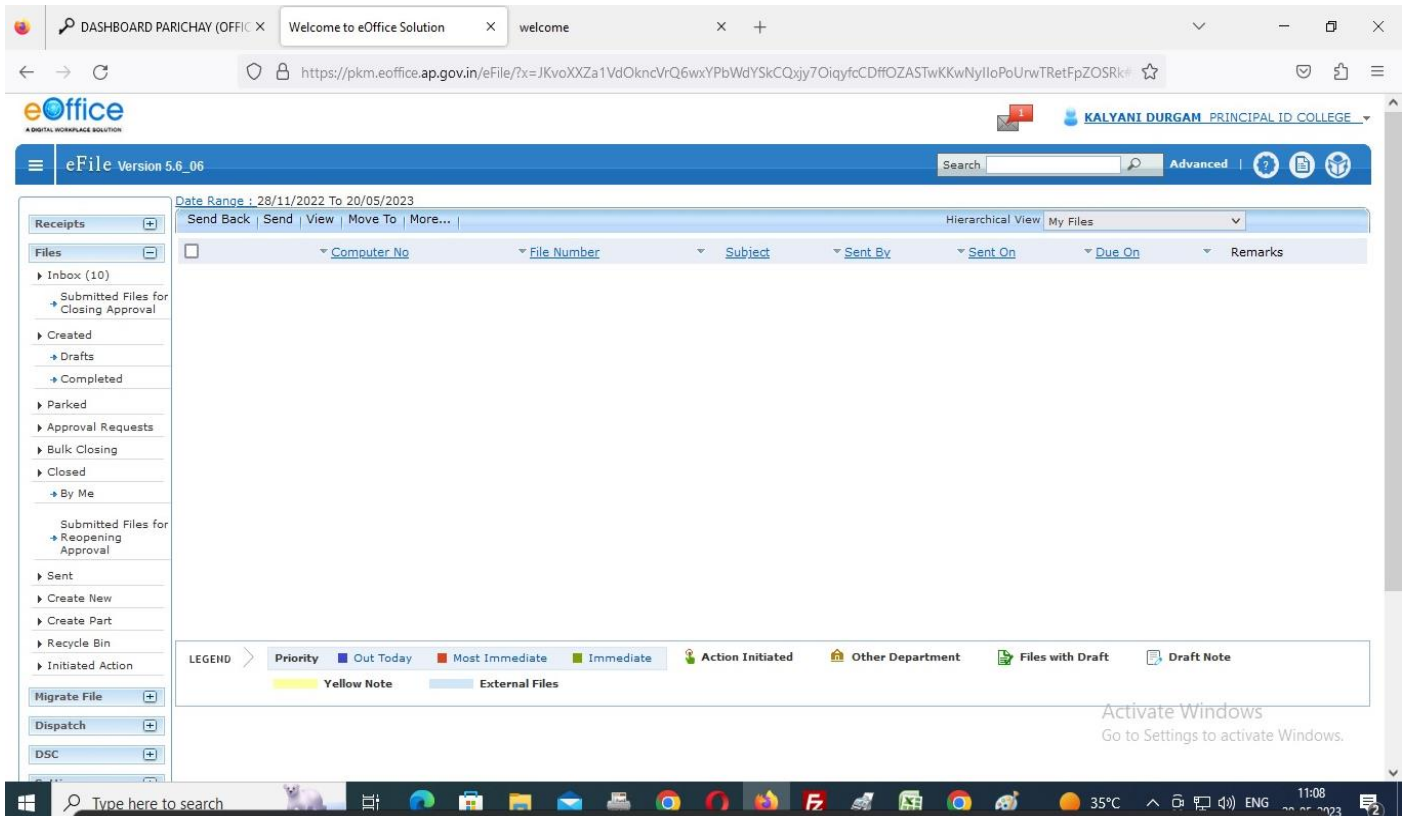 DASHBOARD PARICHAY (OFFIC
Welcome to eOffice Solution
welcome
https://pkm.eoffice.ap.gov.in/eFile/?x=
eOffice
A DIGITAL WORKPLACE SOLUTION
1
KALYANI DURGAM PRINCIPAL ID COLLEGE
eFile Version 5.6_06
Search
Advanced
Date Range : 28/11/2022 To 20/05/2023
Send Back | Send | View | Move To | More... |
Hierarchical View My Files
Computer No File Number Subject Sent By Sent On Due On Remarks
Receipts
Files
Inbox (10)
Submitted Files for
Closing Approval
Created
Drafts
Completed
Parked
Approval Requests
Bulk Closing
Closed
By Me
Submitted Files for
Reopening
Approval
Sent
Create New
Create Part
Recycle Bin
Initiated Action
Migrate File
Dispatch
DSC
LEGEND Priority Out Today Most Immediate Immediate Action Initiated Other Department Files with Draft Draft Note
Yellow Note External Files
Activate Windows
Go to Settings to activate Windows.
Type here to search
35°C ENG 11:08
2